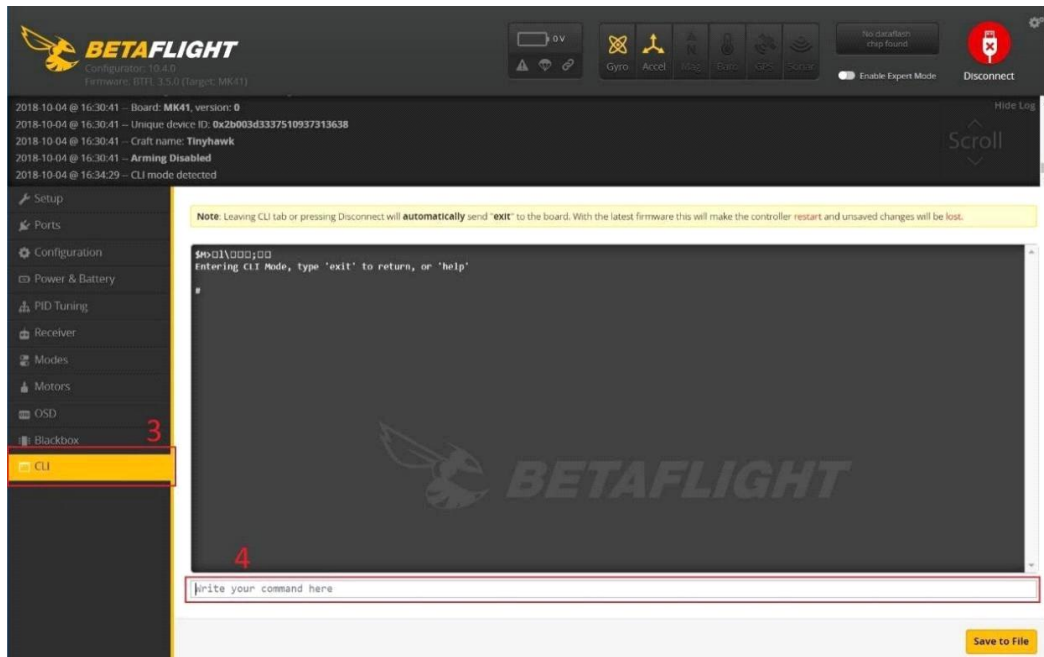 BETAFLIGHT
Configurator: 10.4.0
Firmware: BTFL 3.5.0 (Target: MK41)
0 V
Gyro
Accel
Mag
Baro
GPS
Sonar
No dataflash
chip found
Enable Expert Mode
Disconnect
2018-10-04 @ 16:30:41 -- Board: MK41, version: 0
Hide Log
2018-10-04 @ 16:30:41 -- Unique device ID: 0x2b003d3337510937313638
2018-10-04 @ 16:30:41 -- Craft name: Tinyhawk
Scroll
2018-10-04 @ 16:30:41 -- Arming Disabled
2018-10-04 @ 16:34:29 -- CLI mode detected
Setup
Ports
Configuration
Power & Battery
PID Tuning
Receiver
Modes
Motors
OSD
Blackbox
3
CLI
Note: Leaving CLI tab or pressing Disconnect will automatically send "exit" to the board. With the latest firmware this will make the controller restart and unsaved changes will be lost.
$M>□l\□□□;□□
Entering CLI Mode, type 'exit' to return, or 'help'
#
BETAFLIGHT
4
Write your command here
Save to File